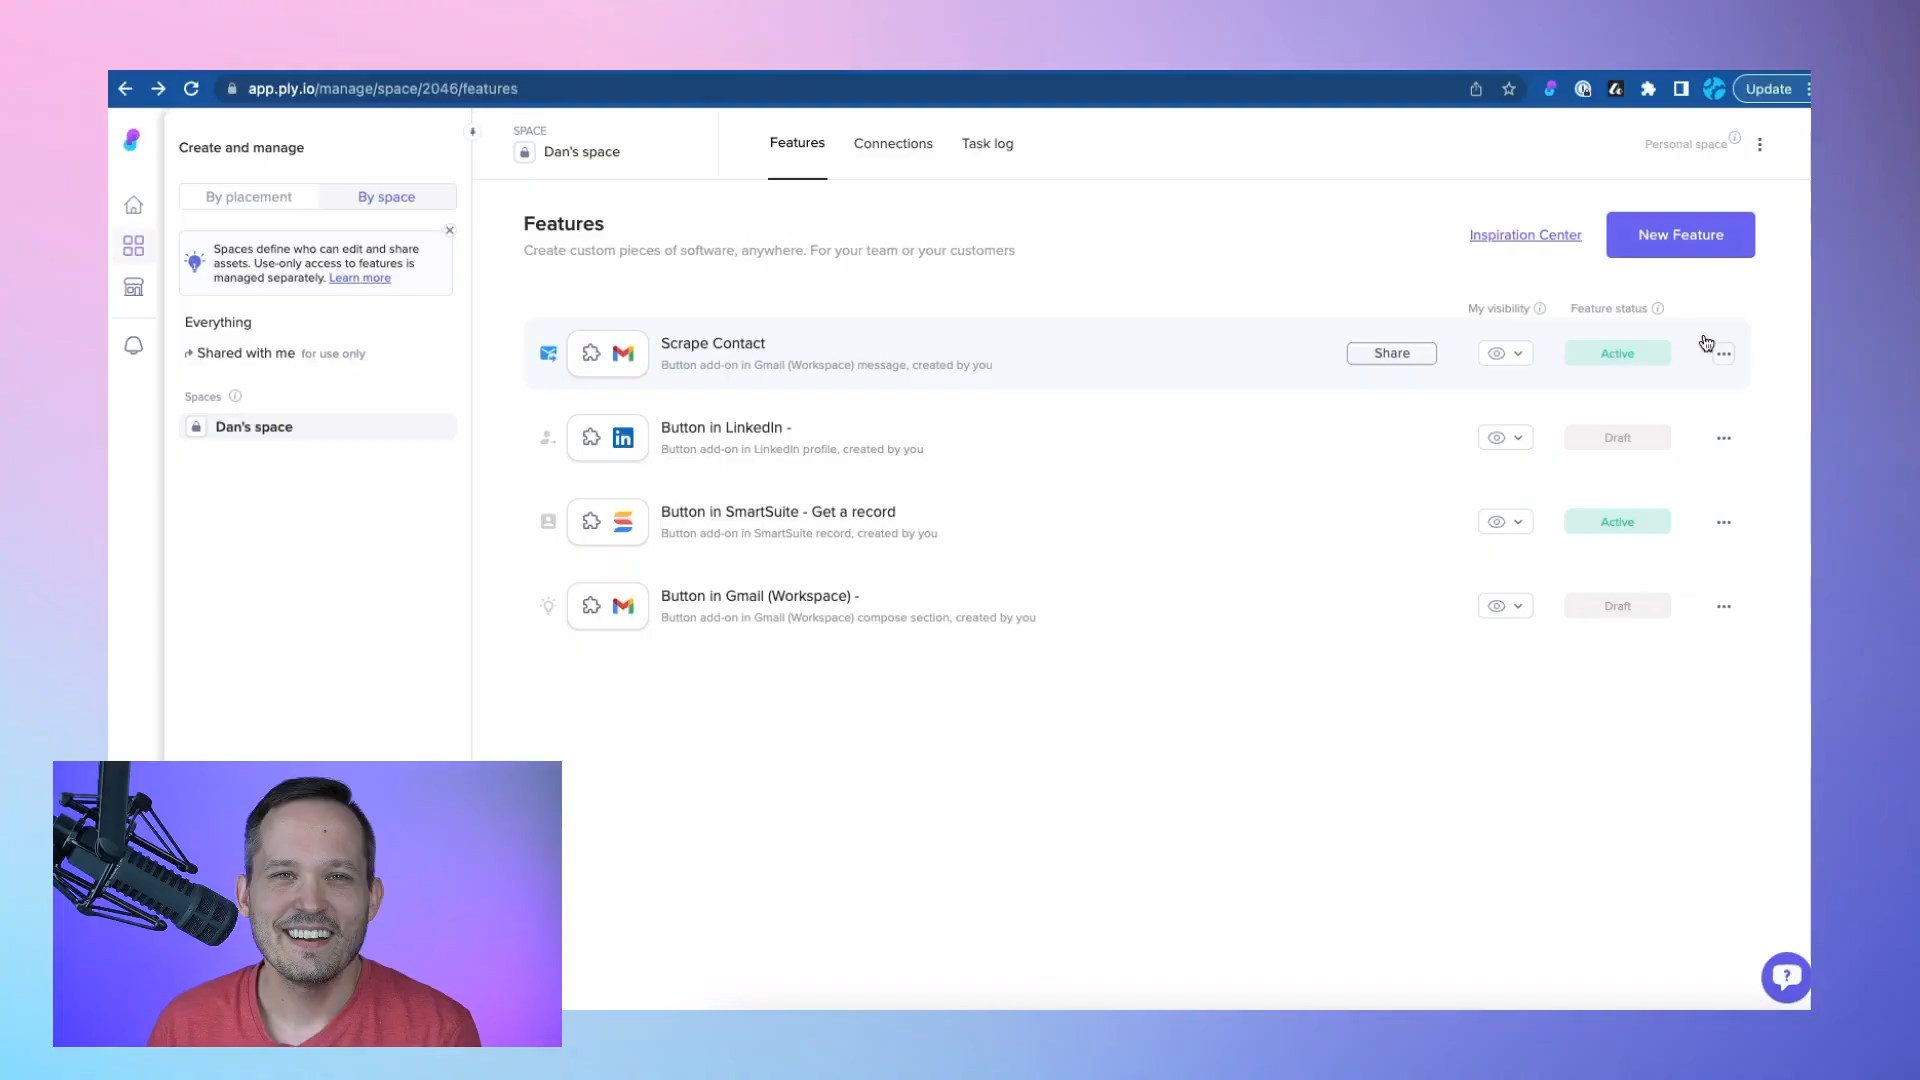 app.ply.io/manage/space/2046/features
Update
Create and manage
By placement
By space
Spaces define who can edit and share
assets. Use-only access to features is
managed separately. Learn more
Everything
Shared with me for use only
Spaces
Dan's space
SPACE
Dan's space
Features
Connections
Task log
Personal space
Features
Create custom pieces of software, anywhere. For your team or your customers
Inspiration Center
New Feature
My visibility
Feature status
Scrape Contact
Button add-on in Gmail (Workspace) message, created by you
Share
Active
Button in LinkedIn -
Button add-on in LinkedIn profile, created by you
Draft
Button in SmartSuite - Get a record
Button add-on in SmartSuite record, created by you
Active
Button in Gmail (Workspace) -
Button add-on in Gmail (Workspace) compose section, created by you
Draft